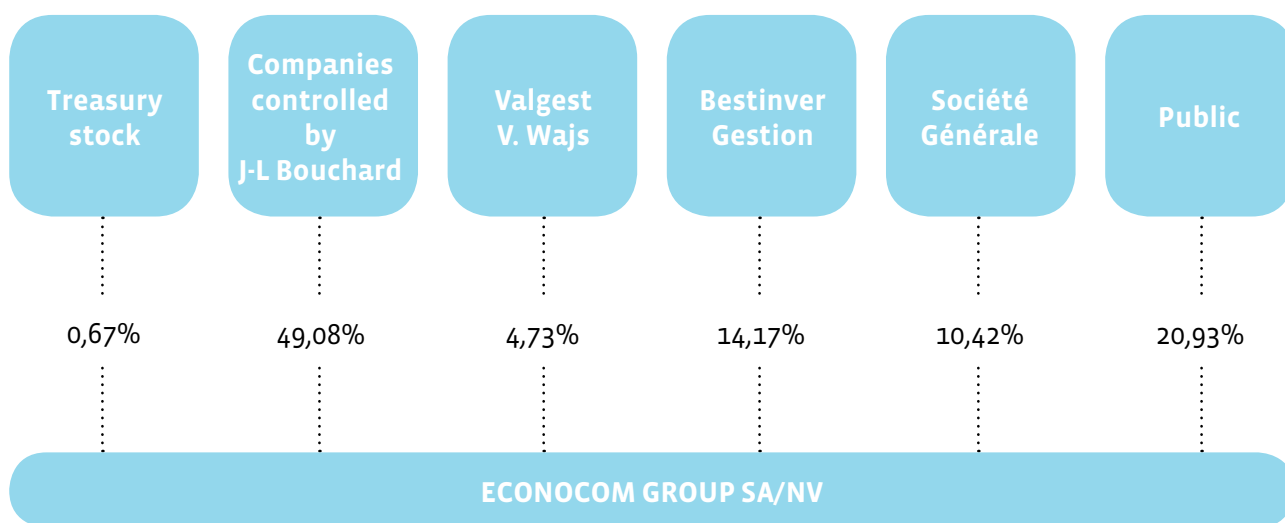 Treasury
stock
Companies
controlled
by
J-L Bouchard
Valgest
V. Wajs
Bestinver
Gestion
Société
Générale
Public
0,67%
49,08%
4,73%
14,17%
10,42%
20,93%
ECONOCOM GROUP SA/NV